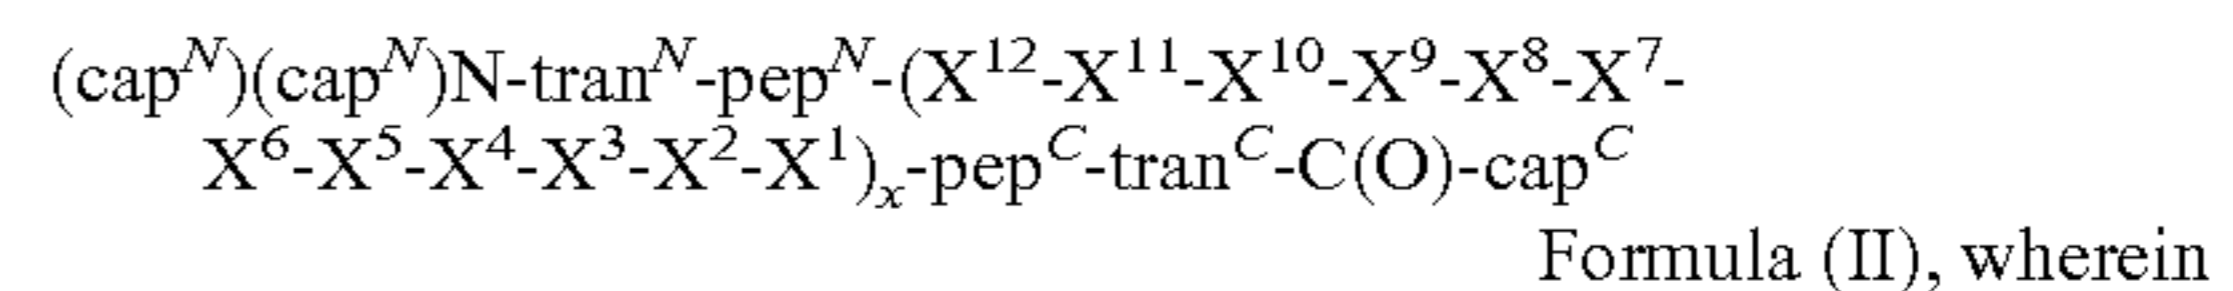 (cap^N)(cap^N)N-tran^N-pep^N-(X^12-X^11-X^10-X^9-X^8-X^7-
X^6-X^5-X^4-X^3-X^2-X^1)_x-pep^C-tran^C-C(O)-cap^C
Formula (II), wherein